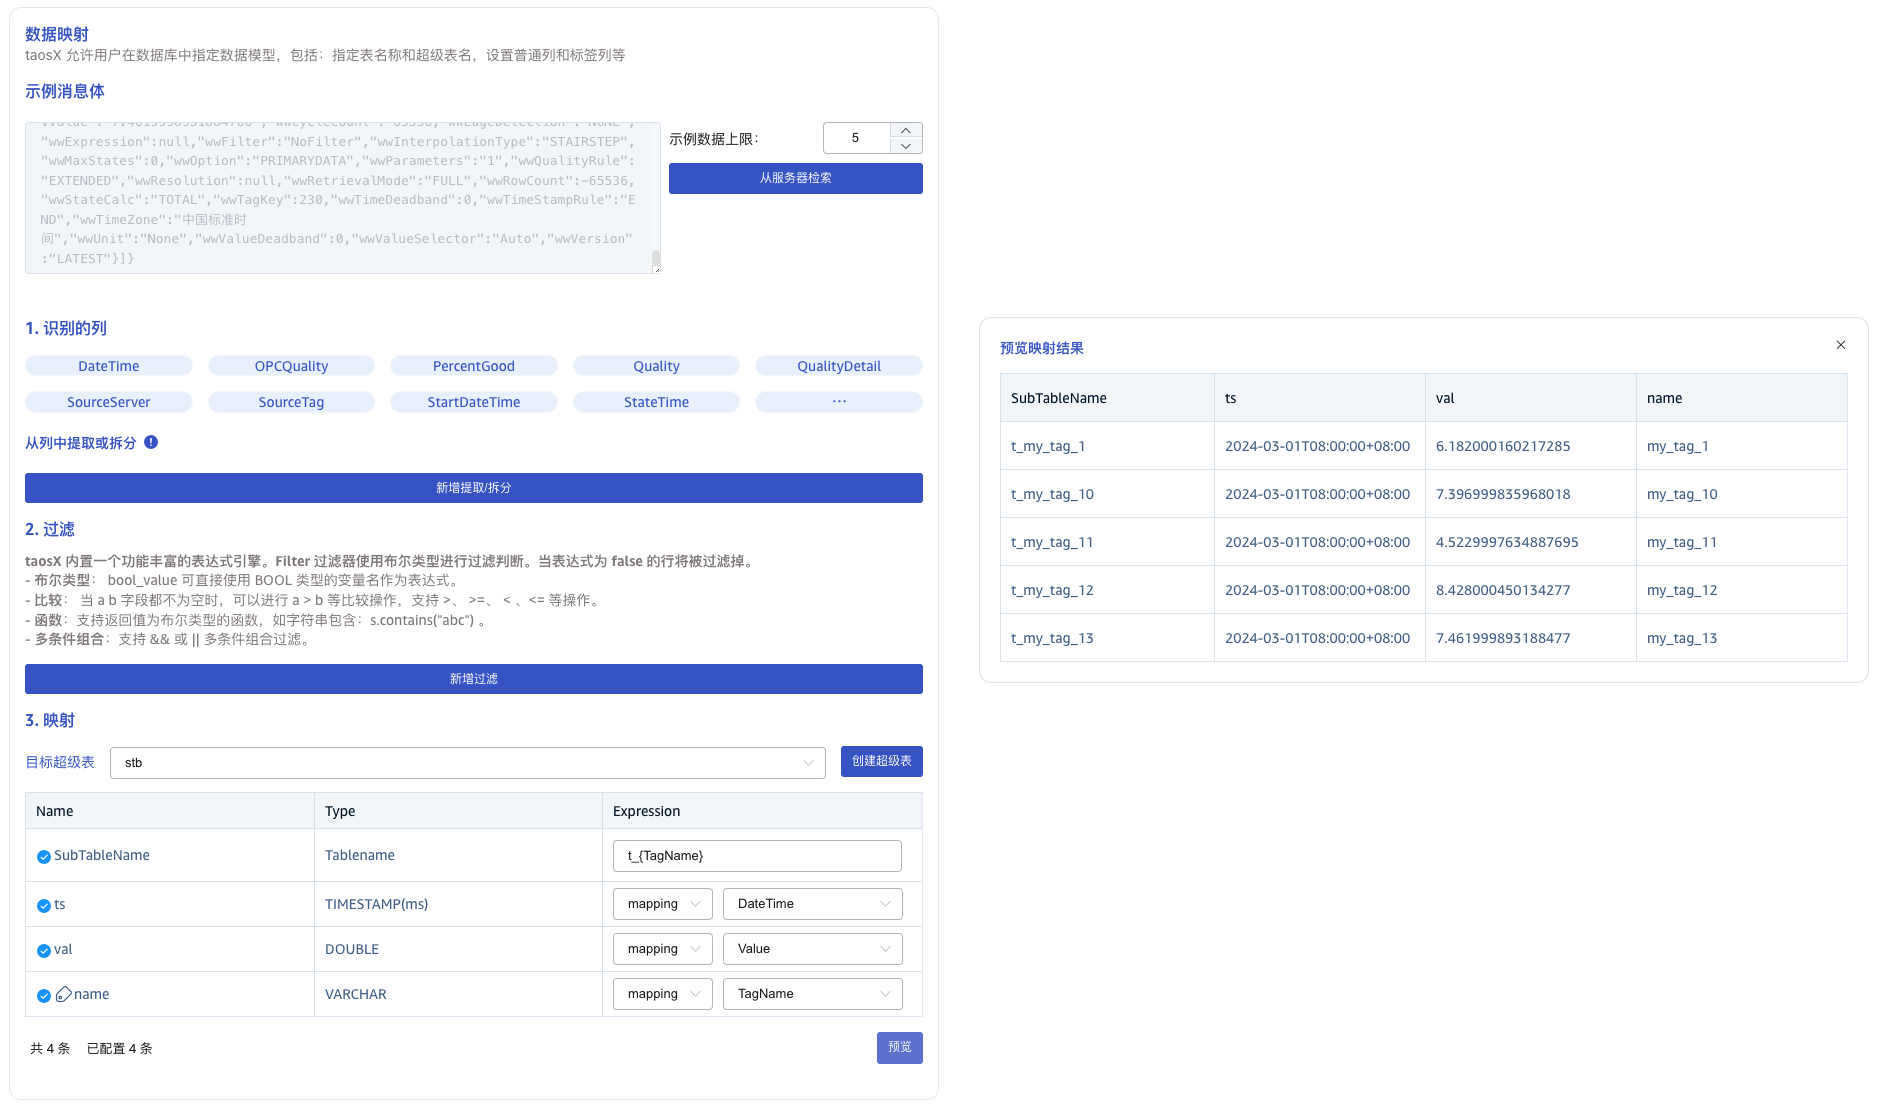 数据映射
taosX 允许用户在数据库中指定数据模型，包括：指定表名称和超级表名，设置普通列和标签列等
示例消息体
"wwExpression":null,"wwFilter":"NoFilter","wwInterpolationType":"STAIRSTEP",
"wwMaxStates":0,"wwOption":"PRIMARYDATA","wwParameters":"1","wwQualityRule":
"EXTENDED","wwResolution":null,"wwRetrievalMode":"FULL","wwRowCount":-65536,
"wwStateCalc":"TOTAL","wwTagKey":230,"wwTimeDeadband":0,"wwTimeStampRule":"E
ND","wwTimeZone":"中国标准时
间","wwUnit":"None","wwValueDeadband":0,"wwValueSelector":"Auto","wwVersion"
:"LATEST"}]}
示例数据上限：
5
从服务器检索
1. 识别的列
DateTime OPCQuality PercentGood Quality QualityDetail
SourceServer SourceTag StartDateTime StateTime ···
从列中提取或拆分
新增提取/拆分
2. 过滤
taosX 内置一个功能丰富的表达式引擎。Filter 过滤器使用布尔类型进行过滤判断。当表达式为 false 的行将被过滤掉。
- 布尔类型： bool_value 可直接使用 BOOL 类型的变量名作为表达式。
- 比较： 当 a b 字段都不为空时，可以进行 a > b 等比较操作，支持 >、 >=、 < 、<= 等操作。
- 函数：支持返回值为布尔类型的函数，如字符串包含：s.contains("abc") 。
- 多条件组合：支持 && 或 || 多条件组合过滤。
新增过滤
3. 映射
目标超级表 stb 创建超级表
Name Type Expression
SubTableName Tablename t_{TagName}
ts TIMESTAMP(ms) mapping DateTime
val DOUBLE mapping Value
name VARCHAR mapping TagName
共 4 条 已配置 4 条
预览
预览映射结果
SubTableName ts val name
t_my_tag_1 2024-03-01T08:00:00+08:00 6.182000160217285 my_tag_1
t_my_tag_10 2024-03-01T08:00:00+08:00 7.396999835968018 my_tag_10
t_my_tag_11 2024-03-01T08:00:00+08:00 4.5229997634887695 my_tag_11
t_my_tag_12 2024-03-01T08:00:00+08:00 8.428000450134277 my_tag_12
t_my_tag_13 2024-03-01T08:00:00+08:00 7.461999893188477 my_tag_13